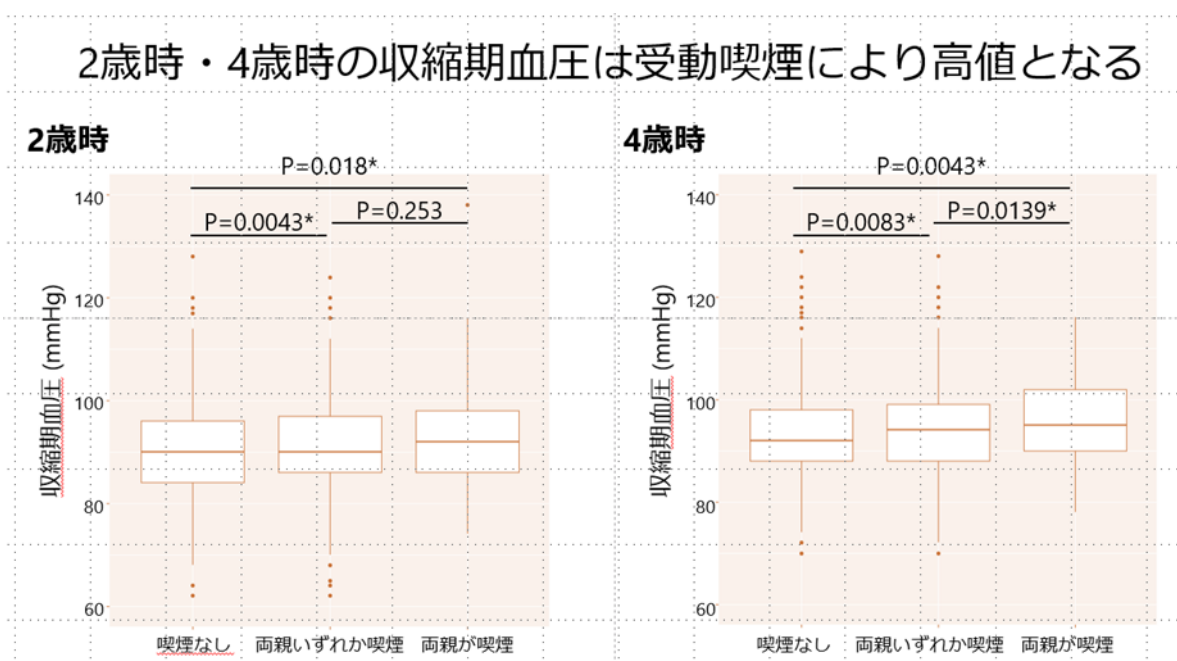 2歳時・4歳時の収縮期血圧は受動喫煙により高値となる
2歳時
P=0.018*
P=0.0043*
P=0.253
収縮期血圧 (mmHg)
140
120
100
80
60
喫煙なし
両親いずれか喫煙
両親が喫煙
4歳時
P=0.0043*
P=0.0083*
P=0.0139*
収縮期血圧 (mmHg)
140
120
100
80
60
喫煙なし
両親いずれか喫煙
両親が喫煙